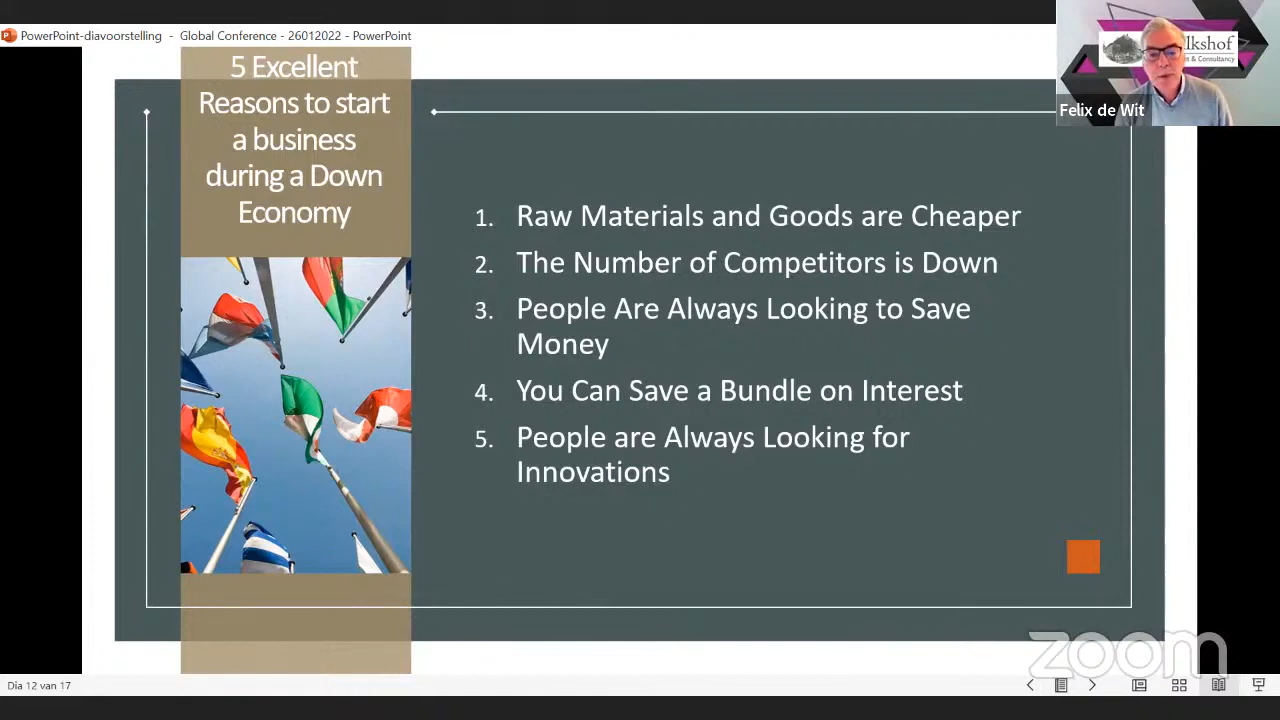 PowerPoint-diavoorstelling - Global Conference - 26012022 - PowerPoint
5 Excellent
Reasons to start
a business
during a Down
Economy
1. Raw Materials and Goods are Cheaper
2. The Number of Competitors is Down
3. People Are Always Looking to Save
Money
4. You Can Save a Bundle on Interest
5. People are Always Looking for
Innovations
lkshof
& Consultancy
Felix de Wit
zoom
Dia 12 van 17